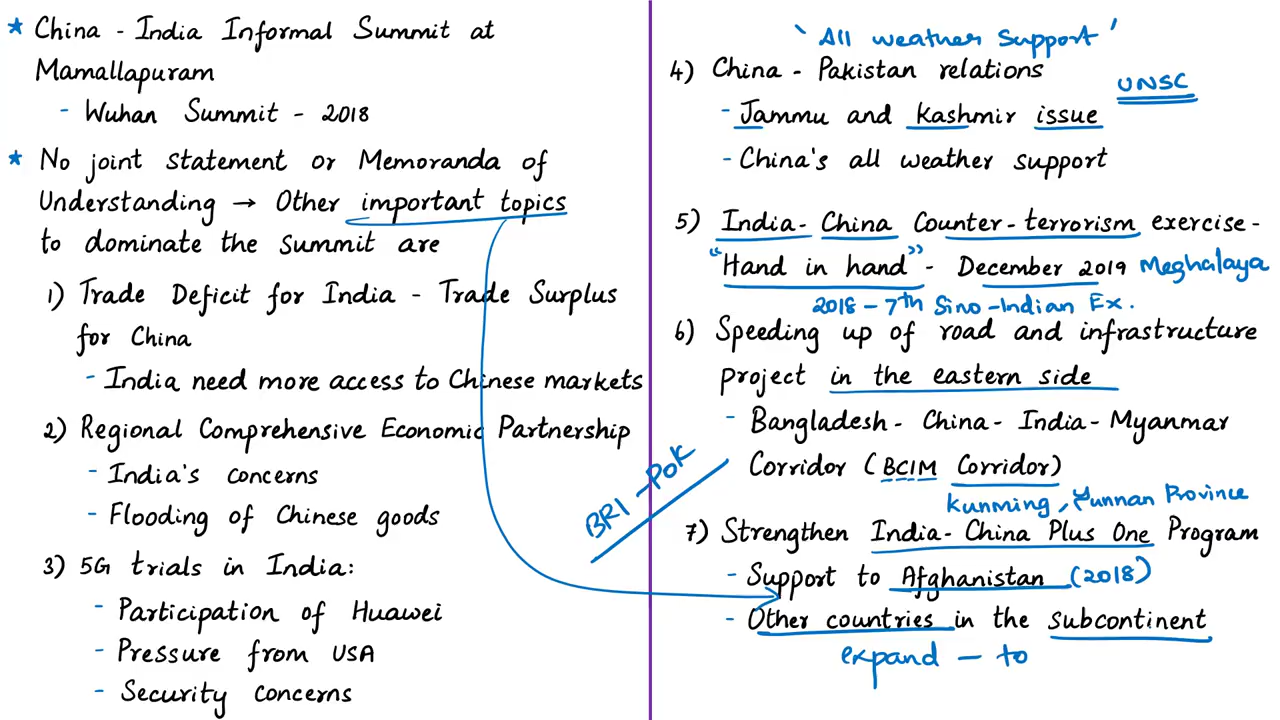 * China - India Informal Summit at
Mamallapuram
- Wuhan Summit - 2018
* No joint statement or Memoranda of
Understanding → Other important topics
to dominate the summit are
1) Trade Deficit for India - Trade Surplus
for China
- India need more access to Chinese markets
2) Regional Comprehensive Economic Partnership
- India's concerns
- Flooding of Chinese goods
3) 5G trials in India:
- Participation of Huawei
- Pressure from USA
- Security concerns
'All weather support'
4) China - Pakistan relations
UNSC
- Jammu and Kashmir issue
- China's all weather support
5) India - China Counter-terrorism exercise -
"Hand in hand" - December 2019 Meghalaya
2018 - 7th Sino-Indian Ex.
6) Speeding up of road and infrastructure
project in the eastern side
- Bangladesh - China - India - Myanmar
Corridor (BCIM Corridor)
BRI - POK
Kunming, Yunnan Province
7) Strengthen India - China Plus One Program
- Support to Afghanistan (2018)
- Other countries in the subcontinent
expand - to